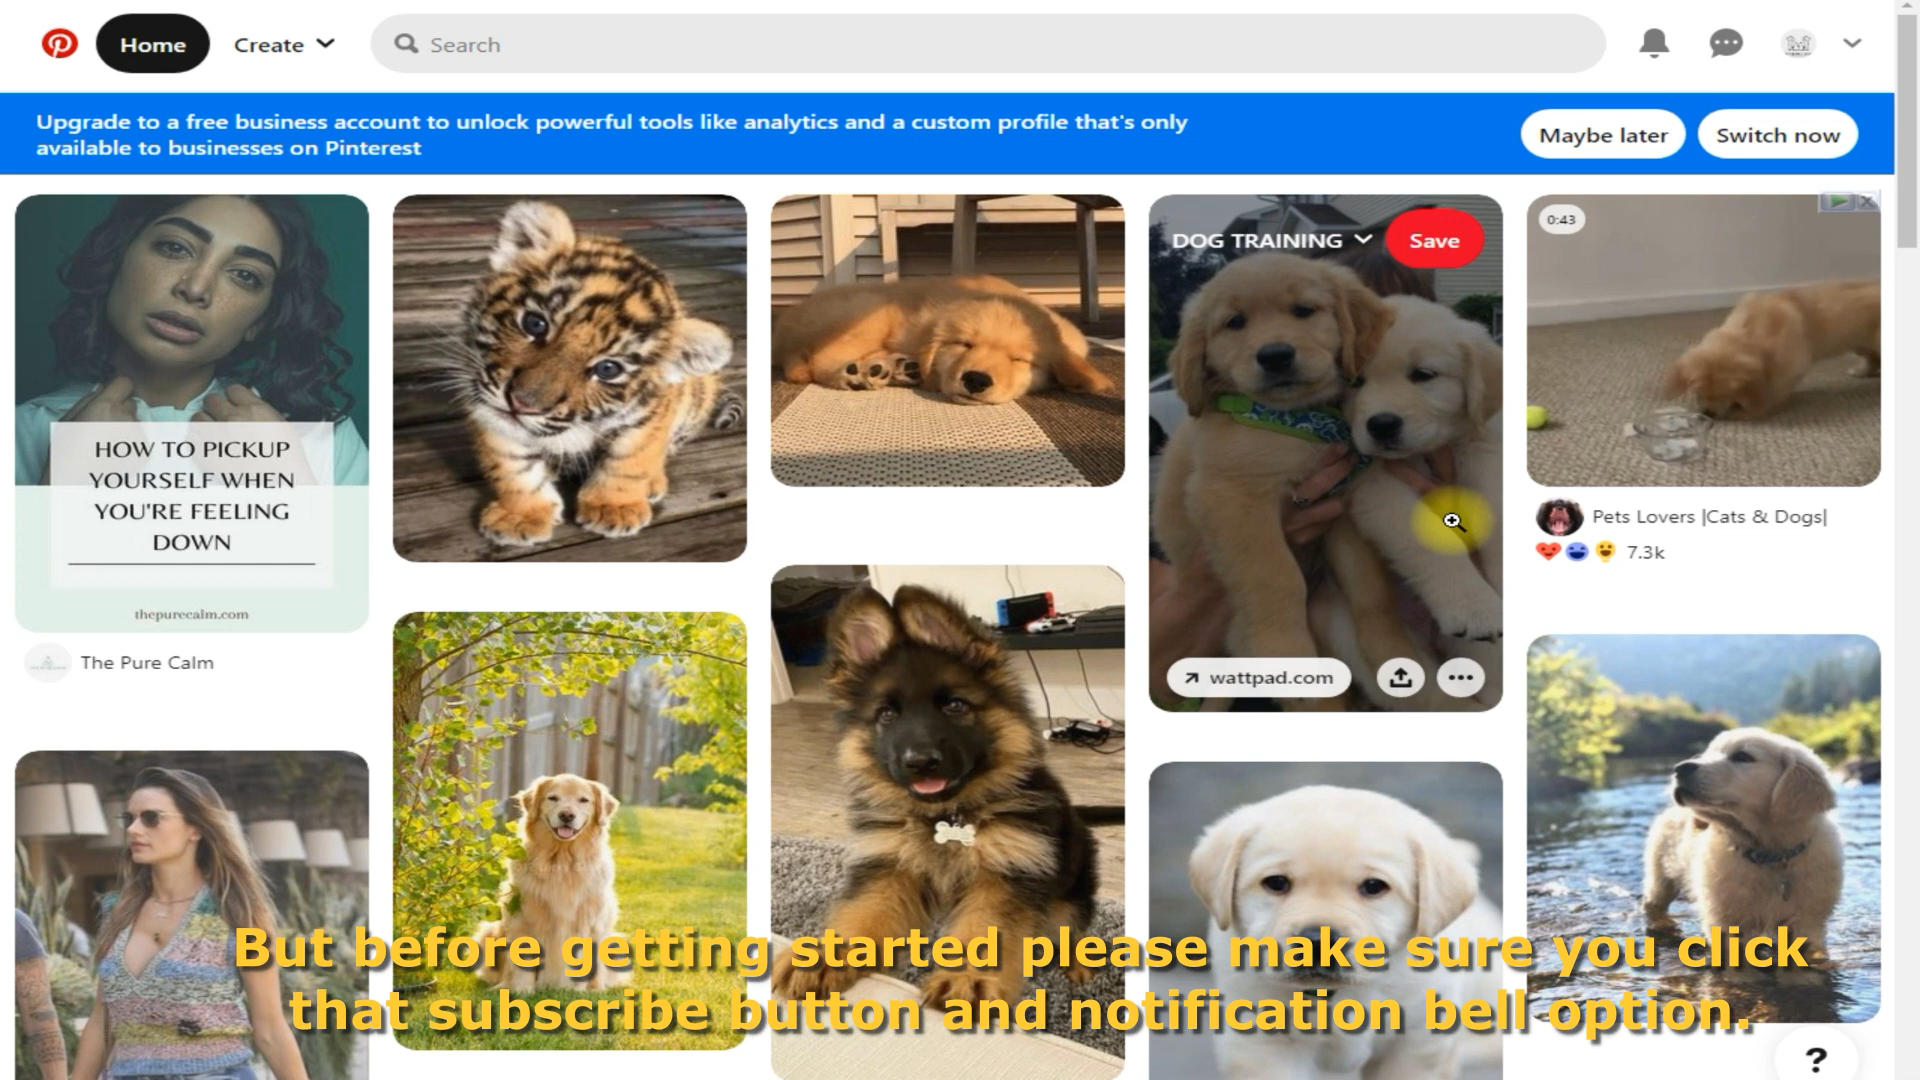 Home
Create
Search
Upgrade to a free business account to unlock powerful tools like analytics and a custom profile that's only
available to businesses on Pinterest
Maybe later
Switch now
HOW TO PICKUP
YOURSELF WHEN
YOU'RE FEELING
DOWN
thepurecalm.com
The Pure Calm
DOG TRAINING
Save
wattpad.com
0:43
Pets Lovers |Cats & Dogs|
7.3k
But before getting started please make sure you click
that subscribe button and notification bell option.
?